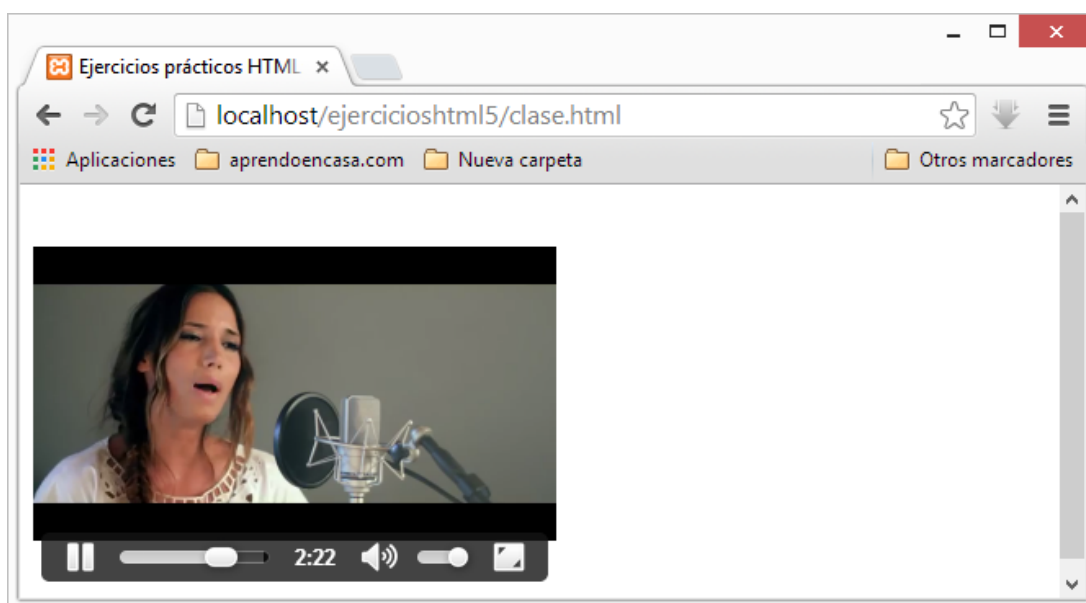 Ejercicios prácticos HTML
localhost/ejercicioshtml5/clase.html
Aplicaciones aprendoencasa.com Nueva carpeta Otros marcadores
2:22